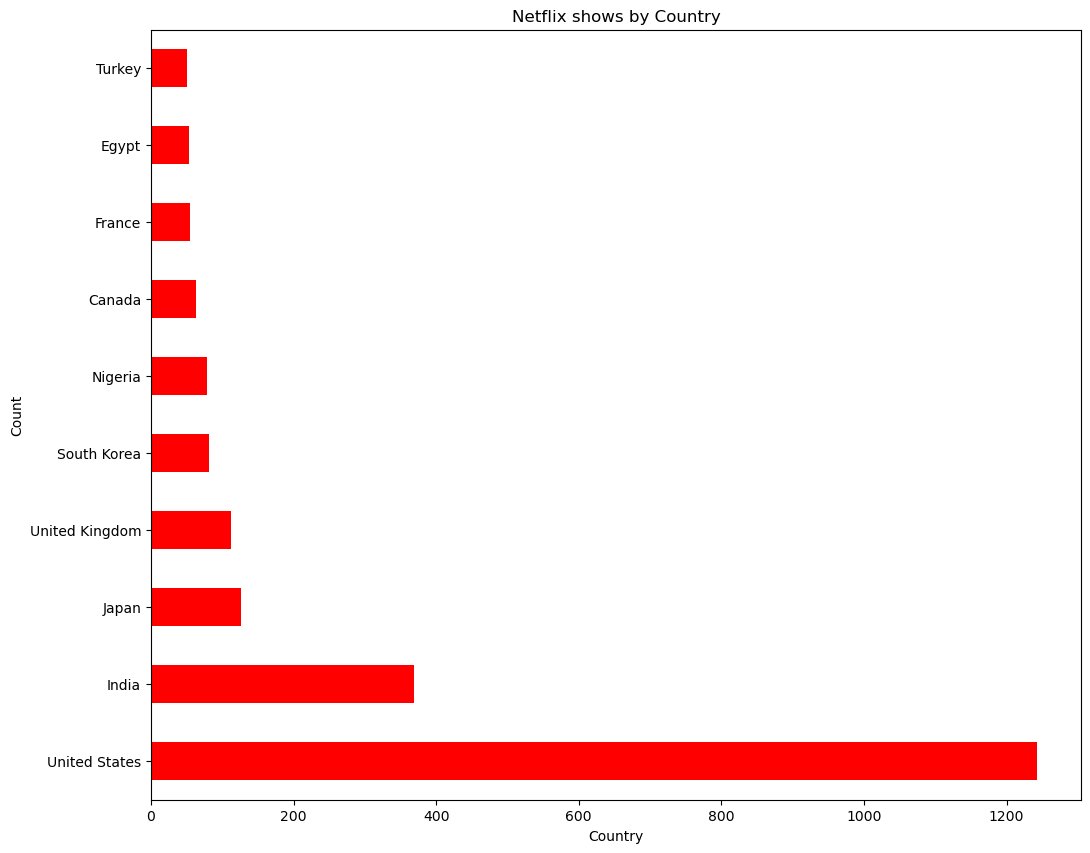 Netflix shows by Country
Turkey
Egypt
France
Canada
Nigeria
South Korea
United Kingdom
Japan
India
United States
Count
0 200 400 600 800 1000 1200
Country